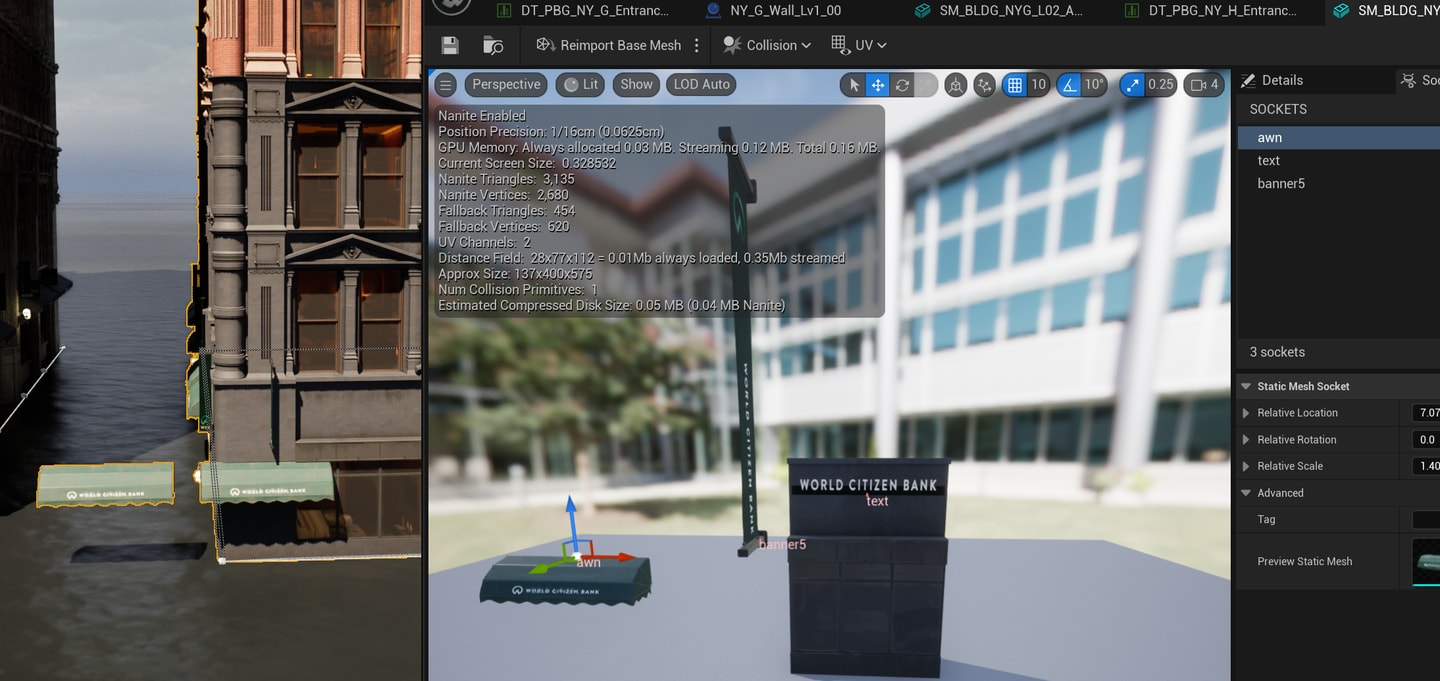 DT_PBG_NY_G_Entranc...
NY_G_Wall_Lv1_00
SM_BLDG_NYG_L02_A...
DT_PBG_NY_H_Entranc...
SM_BLDG_NY
Reimport Base Mesh
Collision
UV
Perspective
Lit
Show
LOD Auto
10
10°
0.25
4
Details
Soc
Nanite Enabled
Position Precision: 1/16cm (0.0625cm)
GPU Memory: Always allocated 0.03 MB. Streaming 0.12 MB. Total 0.16 MB.
Current Screen Size: 0.328532
Nanite Triangles: 3,135
Nanite Vertices: 2,680
Fallback Triangles: 454
Fallback Vertices: 620
UV Channels: 2
Distance Field: 28x77x112 = 0.01Mb always loaded, 0.35Mb streamed
Approx Size: 137x400x575
Num Collision Primitives: 1
Estimated Compressed Disk Size: 0.05 MB (0.04 MB Nanite)
SOCKETS
awn
text
banner5
3 sockets
Static Mesh Socket
Relative Location
7.07
Relative Rotation
0.0
Relative Scale
1.40
Advanced
Tag
Preview Static Mesh
WORLD CITIZEN BANK
WORLD CITIZEN BANK
WORLD CITIZEN BANK
WORLD CITIZEN BANK
text
banner5
awn
WORLD CITIZEN BANK